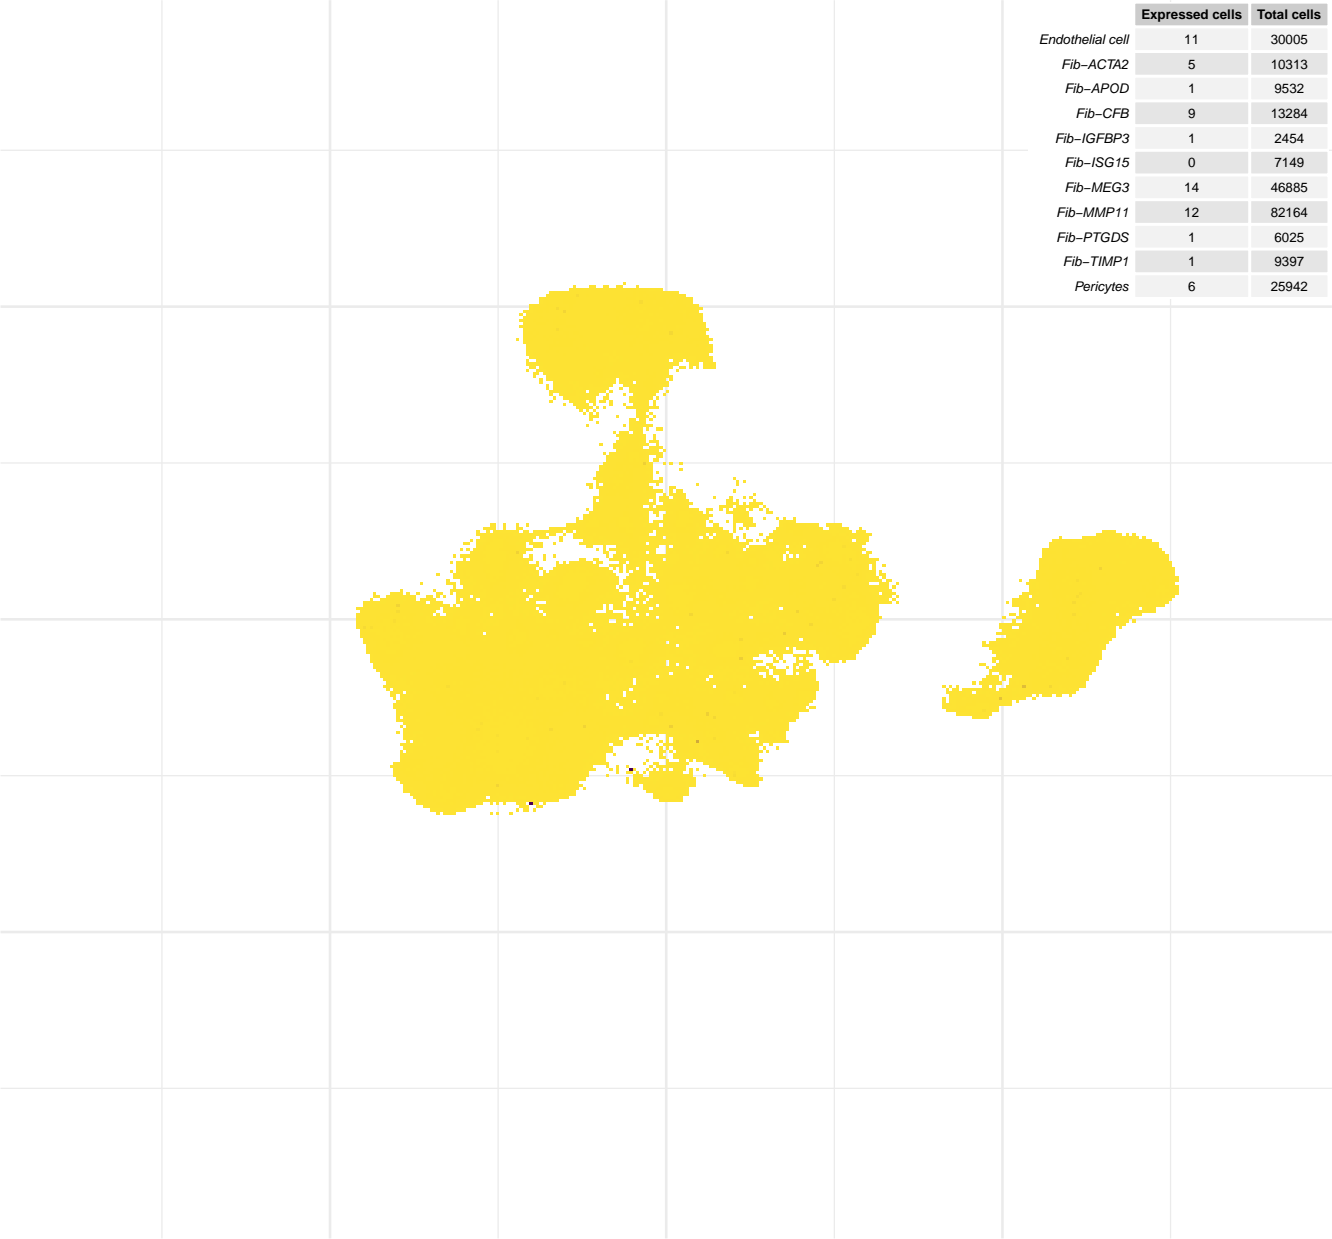 Expressed cells Total cells
Endothelial cell 11 30005
Fib−ACTA2 5 10313
Fib−APOD 1 9532
Fib−CFB 9 13284
Fib−IGFBP3 1 2454
Fib−ISG15 0 7149
Fib−MEG3 14 46885
Fib−MMP11 12 82164
Fib−PTGDS 1 6025
Fib−TIMP1 1 9397
Pericytes 6 25942